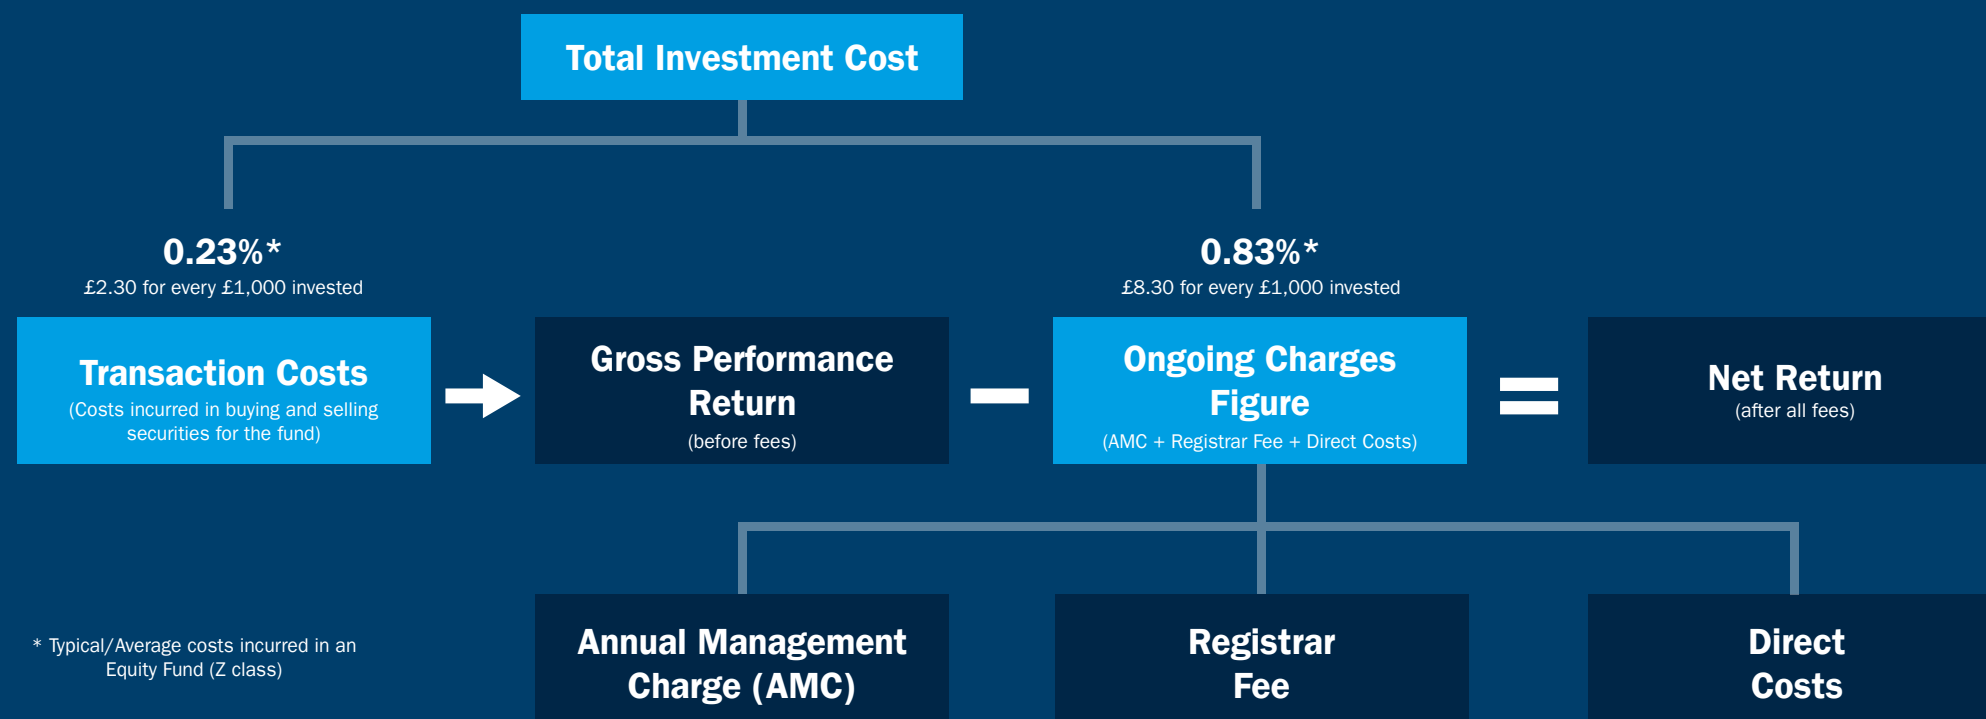 Total Investment Cost
0.23%*
£2.30 for every £1,000 invested
0.83%*
£8.30 for every £1,000 invested
Transaction Costs
(Costs incurred in buying and selling
securities for the fund)
Gross Performance
Return
(before fees)
Ongoing Charges
Figure
(AMC + Registrar Fee + Direct Costs)
Net Return
(after all fees)
* Typical/Average costs incurred in an
Equity Fund (Z class)
Annual Management
Charge (AMC)
Registrar
Fee
Direct
Costs